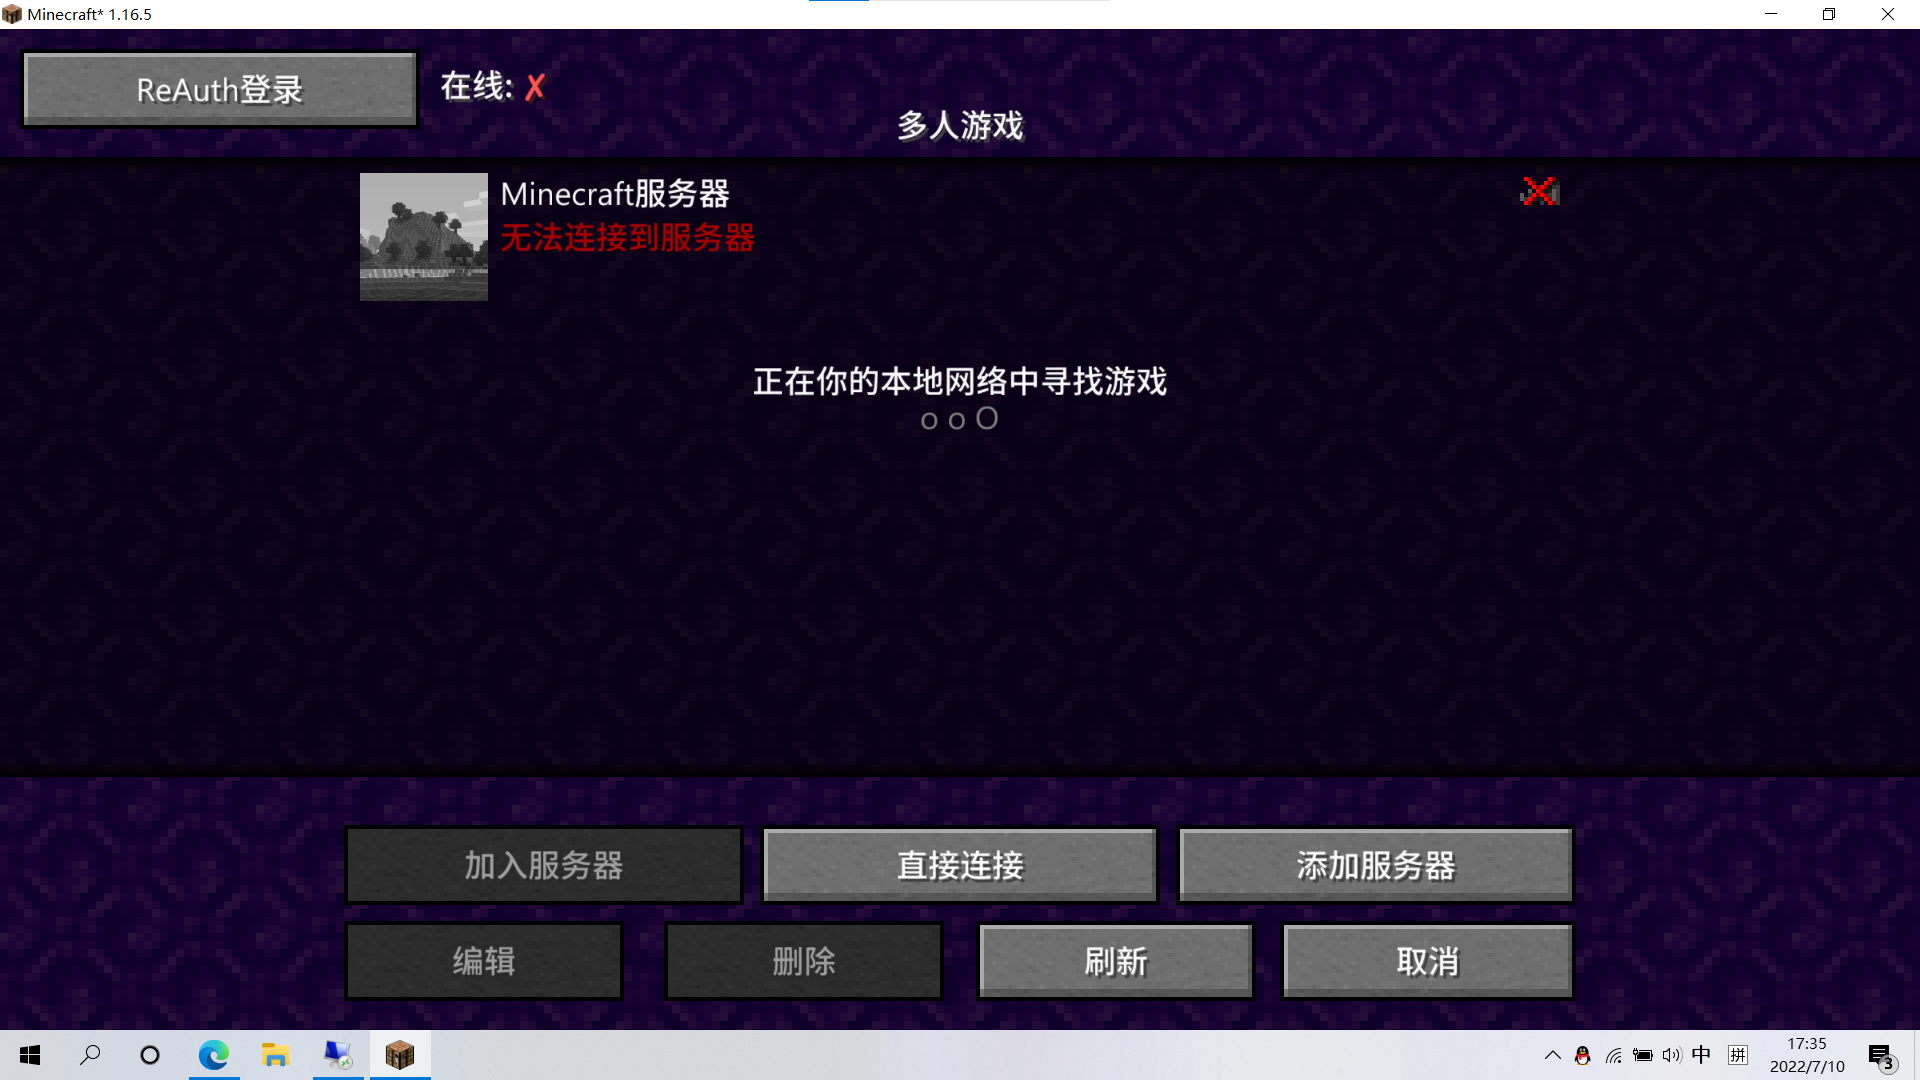 Minecraft* 1.16.5
ReAuth登录
在线: ✗
多人游戏
Minecraft服务器
无法连接到服务器
正在你的本地网络中寻找游戏
o o O
加入服务器
直接连接
添加服务器
编辑
删除
刷新
取消
中
拼
17:35
2022/7/10
3